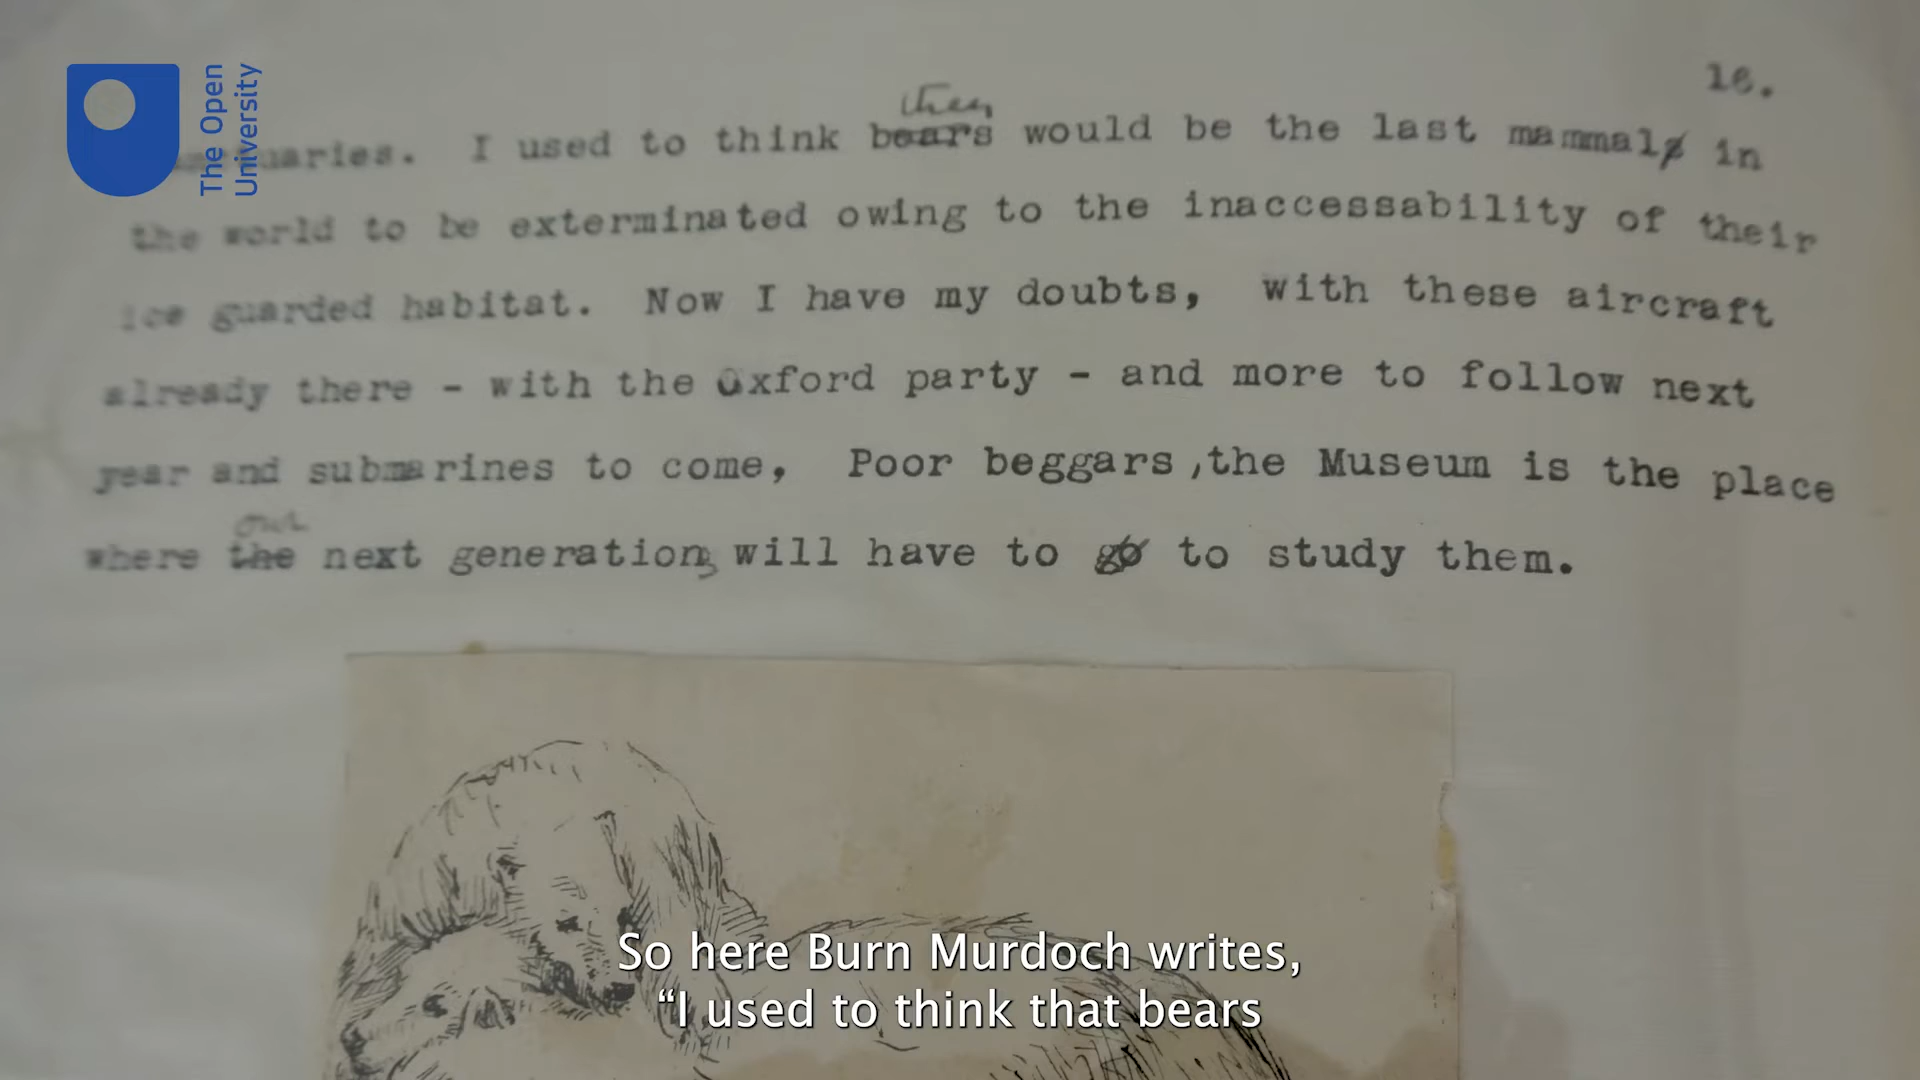 The Open
University
16.
they
I used to think bears would be the last mammals in
the world to be exterminated owing to the inaccessability of their
ice guarded habitat. Now I have my doubts, with these aircraft
already there - with the Oxford party - and more to follow next
year and submarines to come, Poor beggars ,the Museum is the place
our
where the next generations will have to go to study them.
So here Burn Murdoch writes,
“I used to think that bears